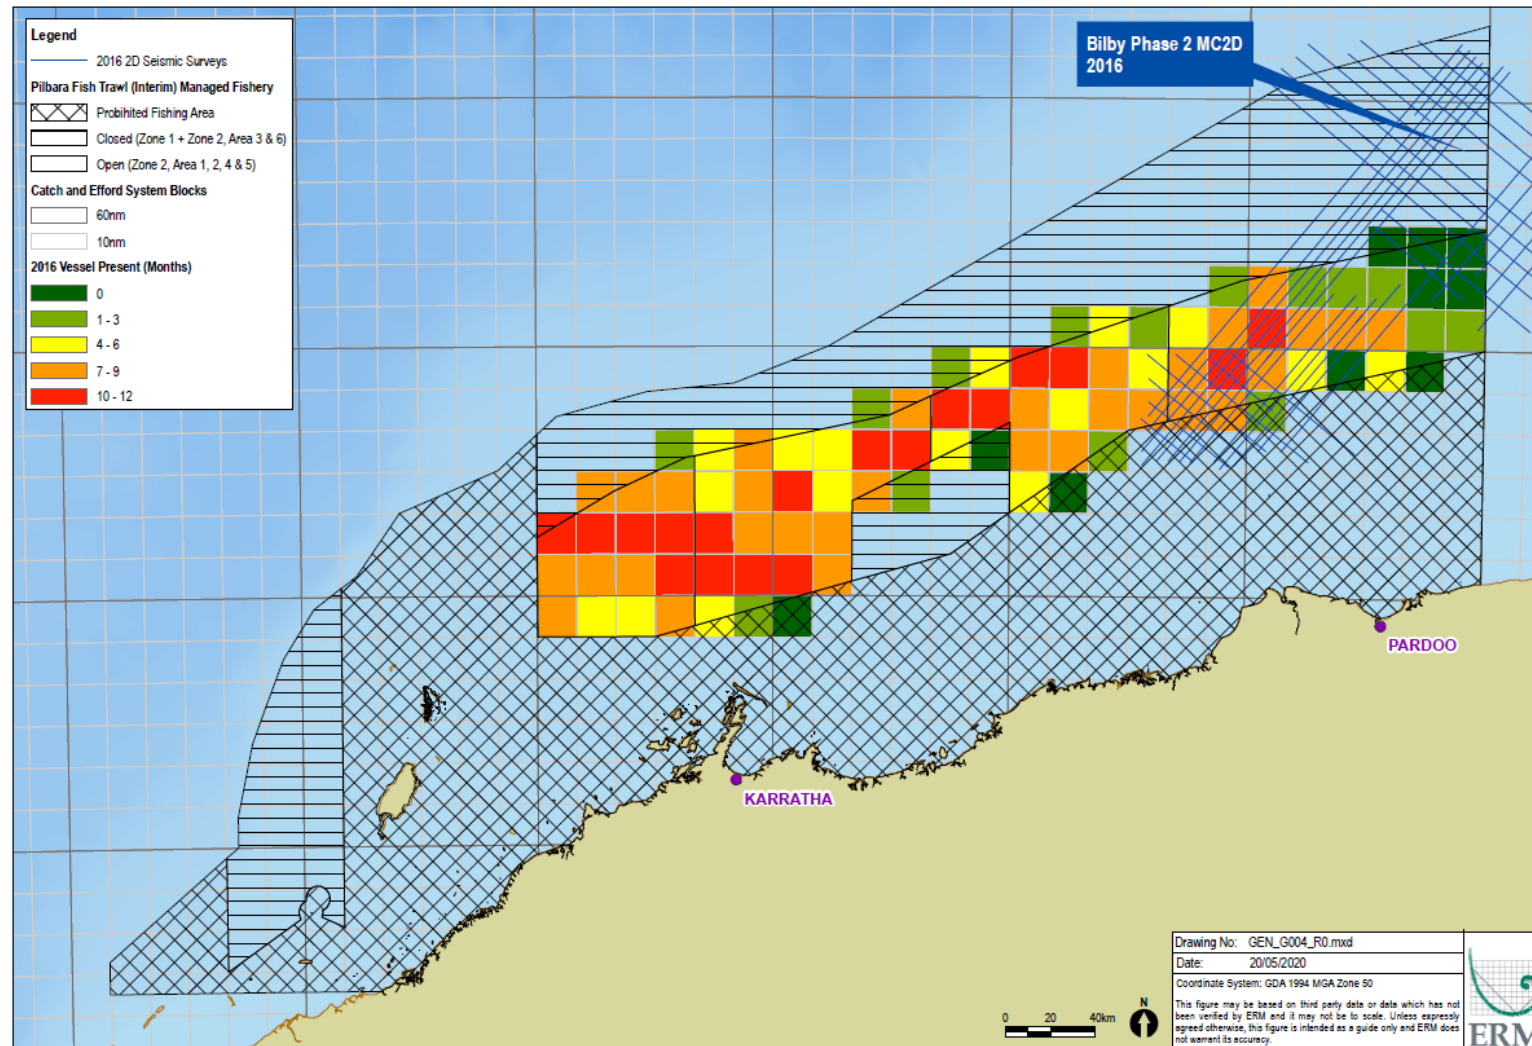 Legend
2016 2D Seismic Surveys
Pilbara Fish Trawl (Interim) Managed Fishery
Probihited Fishing Area
Closed (Zone 1 + Zone 2, Area 3 & 6)
Open (Zone 2, Area 1, 2, 4 & 5)
Catch and Efford System Blocks
60nm
10nm
2016 Vessel Present (Months)
0
1 - 3
4 - 6
7 - 9
10 - 12
Bilby Phase 2 MC2D
2016
PARDOO
KARRATHA
0 20 40km
N
Drawing No: GEN_G004_R0.mxd
Date: 20/05/2020
Coordinate System: GDA 1994 MGA Zone 50
This figure may be based on third party data or data which has not
been verified by ERM and it may not be to scale. Unless expressly
agreed otherwise, this figure is intended as a guide only and ERM does
not warrant its accuracy.
ERM